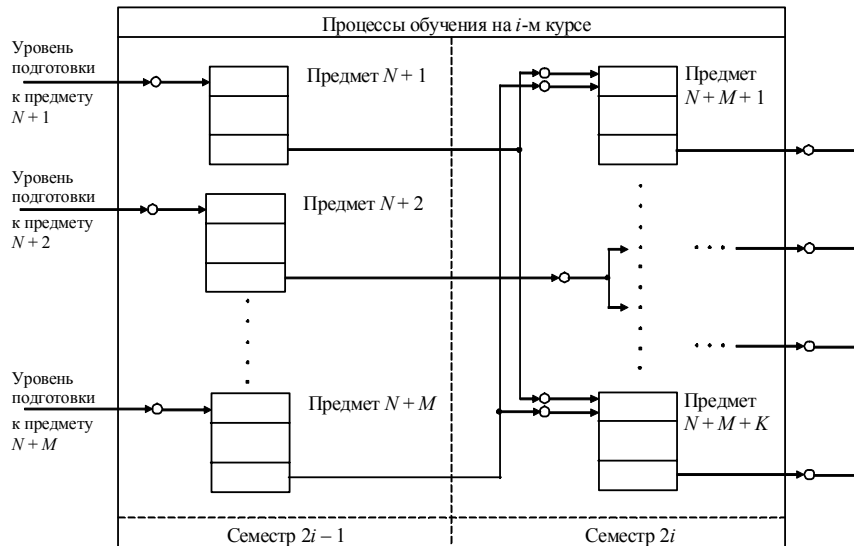 Процессы обучения на i-м курсе
Уровень
подготовки
к предмету
N + 1
Предмет N + 1
Предмет
N + M + 1
Уровень
подготовки
к предмету
N + 2
Предмет N + 2
Уровень
подготовки
к предмету
N + M
Предмет N + M
Предмет
N + M + K
Семестр 2i – 1
Семестр 2i